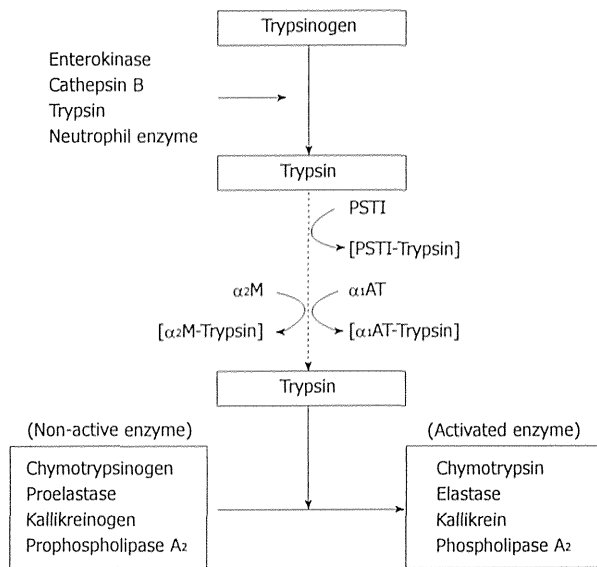 Trypsinogen
Enterokinase
Cathepsin B
Trypsin
Neutrophil enzyme
Trypsin
PSTI
[PSTI-Trypsin]
α₂M
α₁AT
[α₂M-Trypsin]
[α₁AT-Trypsin]
Trypsin
(Non-active enzyme)
(Activated enzyme)
Chymotrypsinogen
Proelastase
Kallikreinogen
Prophospholipase A₂
Chymotrypsin
Elastase
Kallikrein
Phospholipase A₂